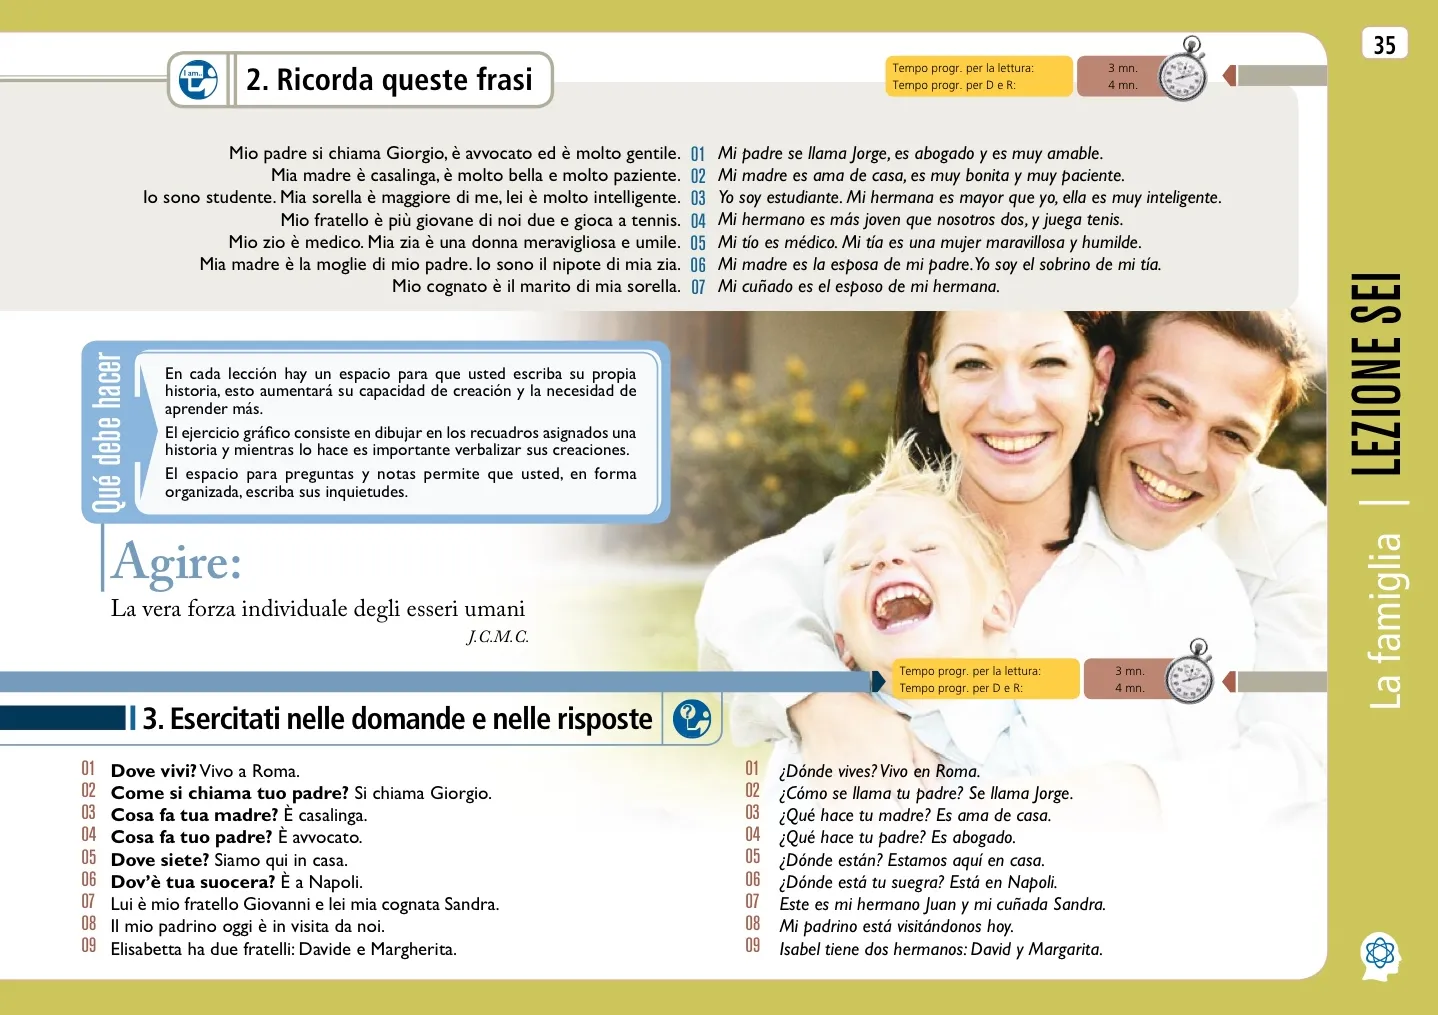 35
I am...
2. Ricorda queste frasi
Tempo progr. per la lettura: 3 mn.
Tempo progr. per D e R: 4 mn.
Mio padre si chiama Giorgio, è avvocato ed è molto gentile. 01 Mi padre se llama Jorge, es abogado y es muy amable.
Mia madre è casalinga, è molto bella e molto paziente. 02 Mi madre es ama de casa, es muy bonita y muy paciente.
Io sono studente. Mia sorella è maggiore di me, lei è molto intelligente. 03 Yo soy estudiante. Mi hermana es mayor que yo, ella es muy inteligente.
Mio fratello è più giovane di noi due e gioca a tennis. 04 Mi hermano es más joven que nosotros dos, y juega tenis.
Mio zio è medico. Mia zia è una donna meravigliosa e umile. 05 Mi tío es médico. Mi tía es una mujer maravillosa y humilde.
Mia madre è la moglie di mio padre. Io sono il nipote di mia zia. 06 Mi madre es la esposa de mi padre. Yo soy el sobrino de mi tía.
Mio cognato è il marito di mia sorella. 07 Mi cuñado es el esposo de mi hermana.
Qué debe hacer
En cada lección hay un espacio para que usted escriba su propia
historia, esto aumentará su capacidad de creación y la necesidad de
aprender más.
El ejercicio gráfico consiste en dibujar en los recuadros asignados una
historia y mientras lo hace es importante verbalizar sus creaciones.
El espacio para preguntas y notas permite que usted, en forma
organizada, escriba sus inquietudes.
Agire:
La vera forza individuale degli esseri umani
J.C.M.C.
Tempo progr. per la lettura: 3 mn.
Tempo progr. per D e R: 4 mn.
3. Esercitati nelle domande e nelle risposte
?
01 Dove vivi? Vivo a Roma.
02 Come si chiama tuo padre? Si chiama Giorgio.
03 Cosa fa tua madre? È casalinga.
04 Cosa fa tuo padre? È avvocato.
05 Dove siete? Siamo qui in casa.
06 Dov'è tua suocera? È a Napoli.
07 Lui è mio fratello Giovanni e lei mia cognata Sandra.
08 Il mio padrino oggi è in visita da noi.
09 Elisabetta ha due fratelli: Davide e Margherita.
01 ¿Dónde vives? Vivo en Roma.
02 ¿Cómo se llama tu padre? Se llama Jorge.
03 ¿Qué hace tu madre? Es ama de casa.
04 ¿Qué hace tu padre? Es abogado.
05 ¿Dónde están? Estamos aquí en casa.
06 ¿Dónde está tu suegra? Está en Napoli.
07 Este es mi hermano Juan y mi cuñada Sandra.
08 Mi padrino está visitándonos hoy.
09 Isabel tiene dos hermanos: David y Margarita.
La famiglia | LEZIONE SEI